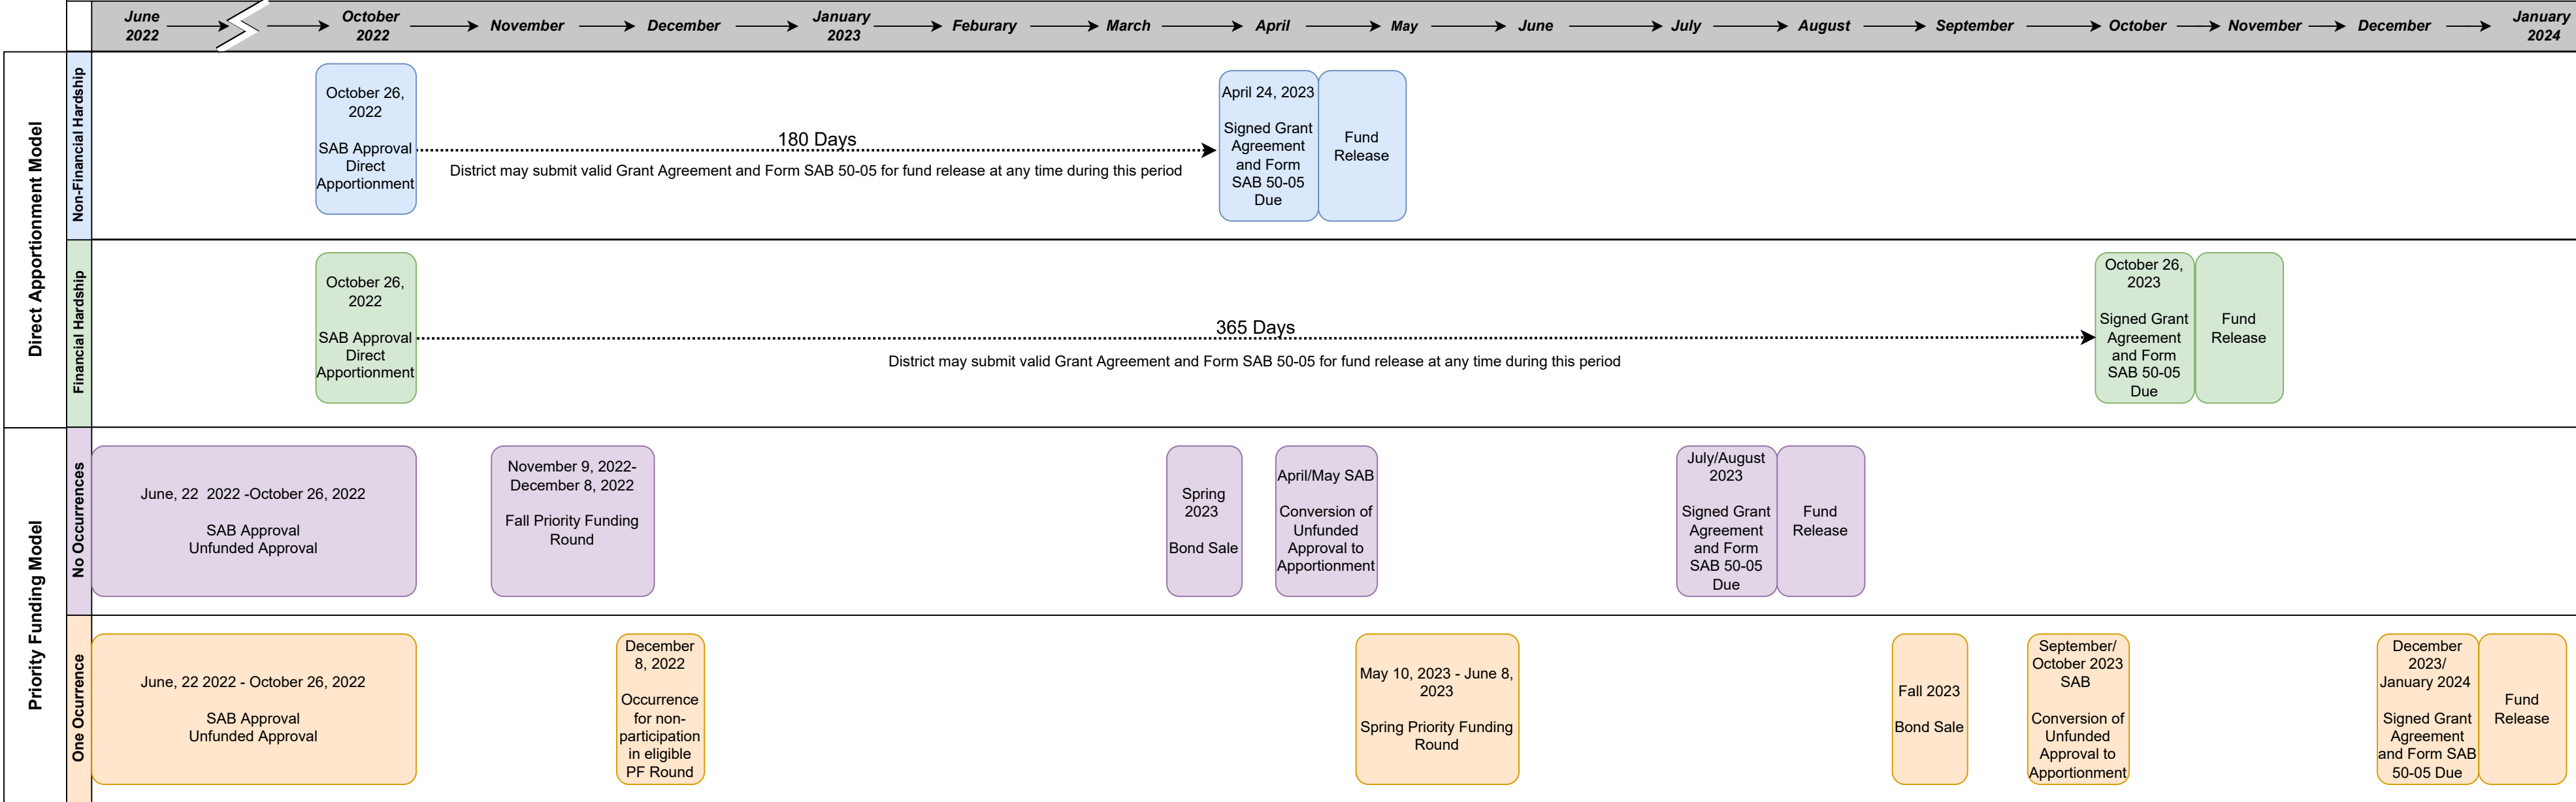 June
2022
October
2022
November
December
January
2023
Feburary
March
April
May
June
July
August
September
October
November
December
January
2024
Direct Apportionment Model
Non-Financial Hardship
October 26,
2022
SAB Approval
Direct
Apportionment
180 Days
District may submit valid Grant Agreement and Form SAB 50-05 for fund release at any time during this period
April 24, 2023
Signed Grant
Agreement
and Form
SAB 50-05
Due
Fund
Release
Financial Hardship
October 26,
2022
SAB Approval
Direct
Apportionment
365 Days
District may submit valid Grant Agreement and Form SAB 50-05 for fund release at any time during this period
October 26,
2023
Signed Grant
Agreement
and Form
SAB 50-05
Due
Fund
Release
Priority Funding Model
No Occurrences
June, 22 2022 -October 26, 2022
SAB Approval
Unfunded Approval
November 9, 2022-
December 8, 2022
Fall Priority Funding
Round
Spring
2023
Bond Sale
April/May SAB
Conversion of
Unfunded
Approval to
Apportionment
July/August
2023
Signed Grant
Agreement
and Form
SAB 50-05
Due
Fund
Release
One Ocurrence
June, 22 2022 - October 26, 2022
SAB Approval
Unfunded Approval
December
8, 2022
Occurrence
for non-
participation
in eligible
PF Round
May 10, 2023 - June 8,
2023
Spring Priority Funding
Round
Fall 2023
Bond Sale
September/
October 2023
SAB
Conversion of
Unfunded
Approval to
Apportionment
December
2023/
January 2024
Signed Grant
Agreement
and Form SAB
50-05 Due
Fund
Release